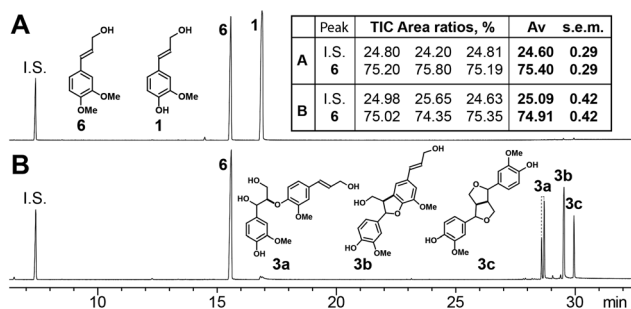 A
I.S.
6
1
OH
OMe
OMe
6
OH
OMe
OH
1
Peak TIC Area ratios, % Av s.e.m.
A I.S. 24.80 24.20 24.81 24.60 0.29
6 75.20 75.80 75.19 75.40 0.29
B I.S. 24.98 25.65 24.63 25.09 0.42
6 75.02 74.35 75.35 74.91 0.42
B
I.S.
6
HO
HO
O
OH
OMe
OMe
OH
3a
OH
HO
O
OMe
HO
OMe
3b
OMe
OH
O
O
HO
OMe
3c
3a
3b
3c
10 15 20 25 30 min